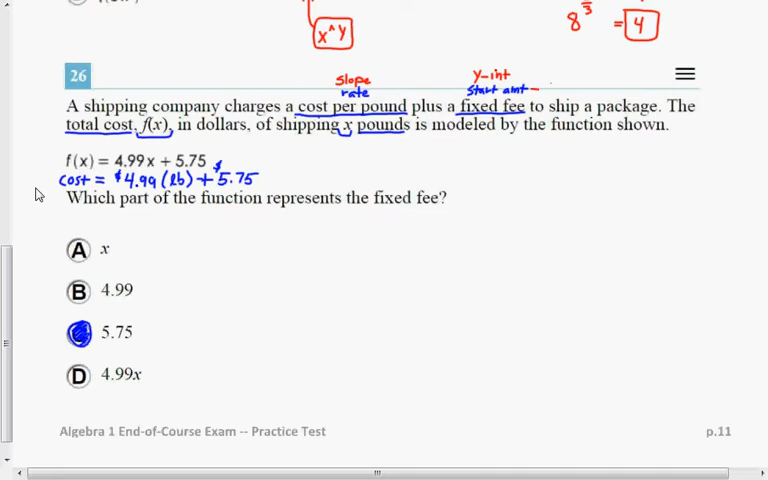 x^y
8^3 = 4
26
slope
rate
y-int
start amt
A shipping company charges a cost per pound plus a fixed fee to ship a package. The
total cost, f(x), in dollars, of shipping x pounds is modeled by the function shown.
f(x) = 4.99x + 5.75
cost = $4.99(lb) + $5.75
Which part of the function represents the fixed fee?
A x
B 4.99
5.75
D 4.99x
Algebra 1 End-of-Course Exam -- Practice Test
p.11